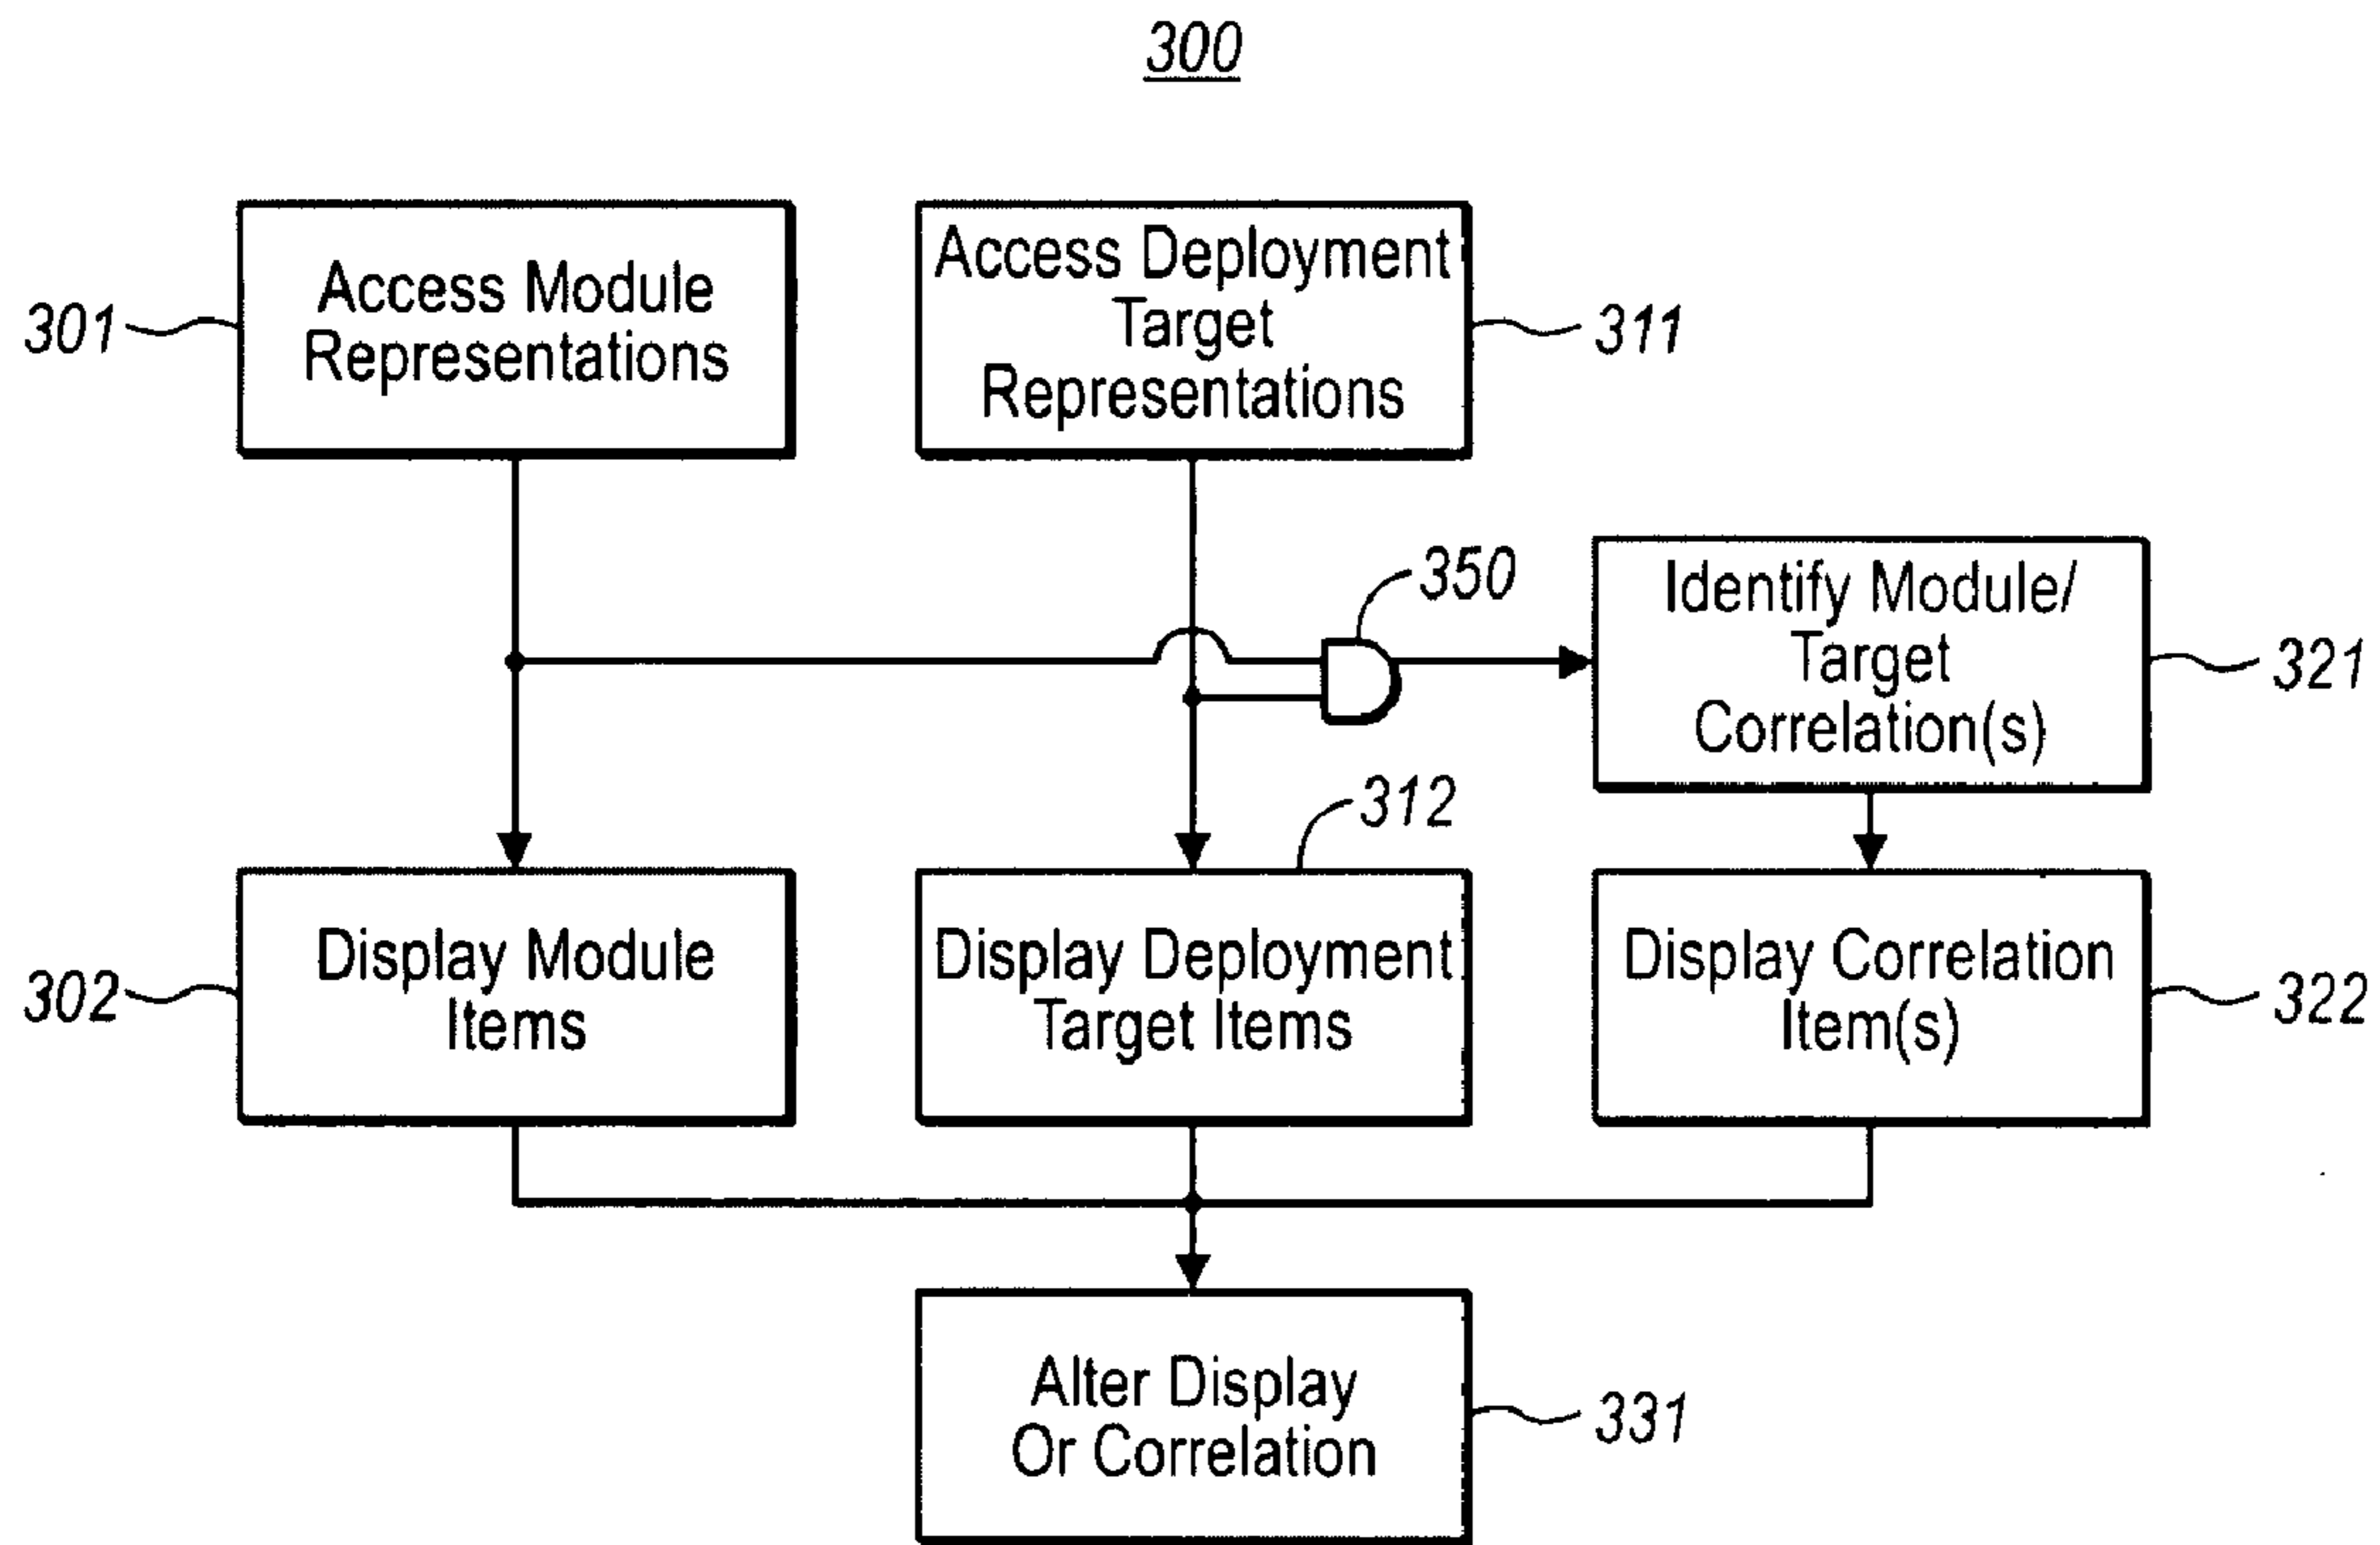 300
301
Access Module
Representations
Access Deployment
Target
Representations
311
350
Identify Module/
Target
Correlation(s)
321
312
302
Display Module
Items
Display Deployment
Target Items
Display Correlation
Item(s)
322
Alter Display
Or Correlation
331